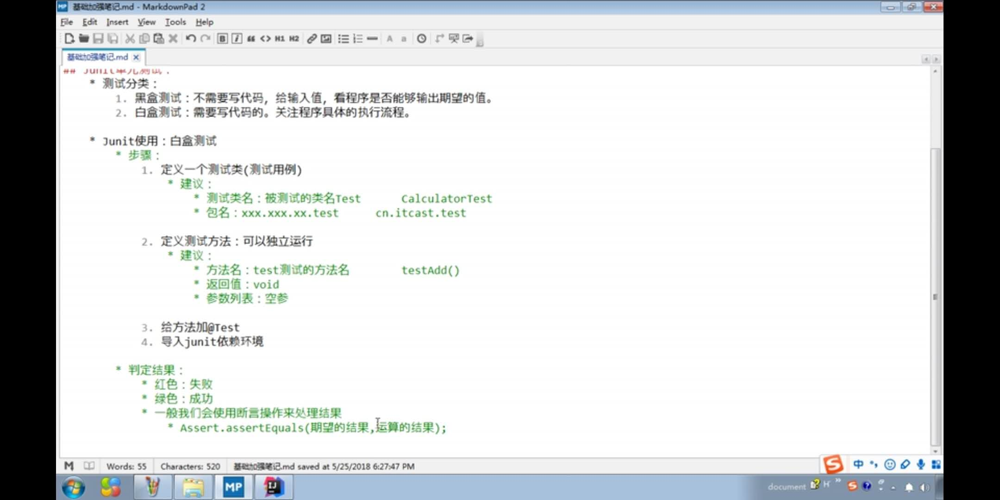 基础加强笔记.md - MarkdownPad 2
File Edit Insert View Tools Help
B i “ <> H1 H2 A a
基础加强笔记.md
## Junit单元测试：
* 测试分类：
1. 黑盒测试：不需要写代码，给输入值，看程序是否能够输出期望的值。
2. 白盒测试：需要写代码的。关注程序具体的执行流程。
* Junit使用：白盒测试
* 步骤：
1. 定义一个测试类(测试用例)
* 建议：
* 测试类名：被测试的类名Test CalculatorTest
* 包名：xxx.xxx.xx.test cn.itcast.test
2. 定义测试方法：可以独立运行
* 建议：
* 方法名：test测试的方法名 testAdd()
* 返回值：void
* 参数列表：空参
3. 给方法加@Test
4. 导入junit依赖环境
* 判定结果：
* 红色：失败
* 绿色：成功
* 一般我们会使用断言操作来处理结果
* Assert.assertEquals(期望的结果,运算的结果);
Words: 55 Characters: 520 基础加强笔记.md saved at 5/25/2018 6:27:47 PM
中
MP IJ document